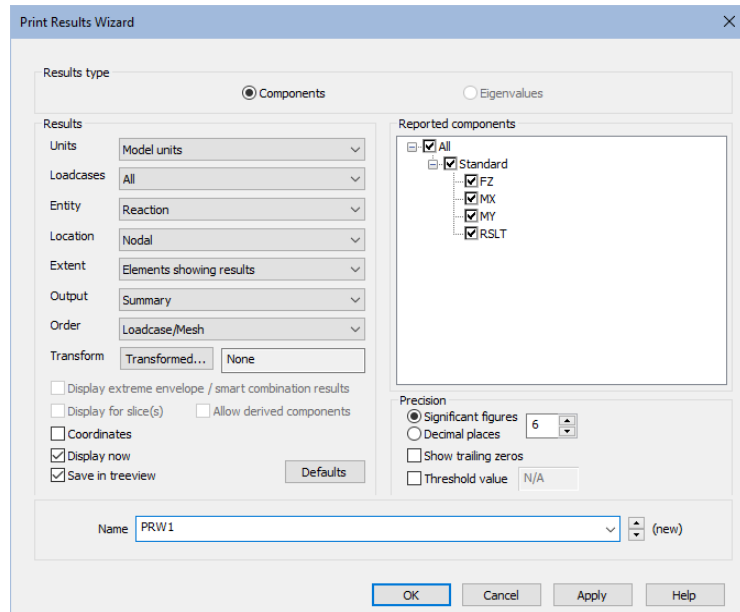 Print Results Wizard
Results type
Components
Eigenvalues
Results
Units
Model units
Loadcases
All
Entity
Reaction
Location
Nodal
Extent
Elements showing results
Output
Summary
Order
Loadcase/Mesh
Transform
Transformed...
None
Display extreme envelope / smart combination results
Display for slice(s)
Allow derived components
Coordinates
Display now
Save in treeview
Defaults
Reported components
All
Standard
FZ
MX
MY
RSLT
Precision
Significant figures
Decimal places
6
Show trailing zeros
Threshold value
N/A
Name
PRW1
(new)
OK
Cancel
Apply
Help